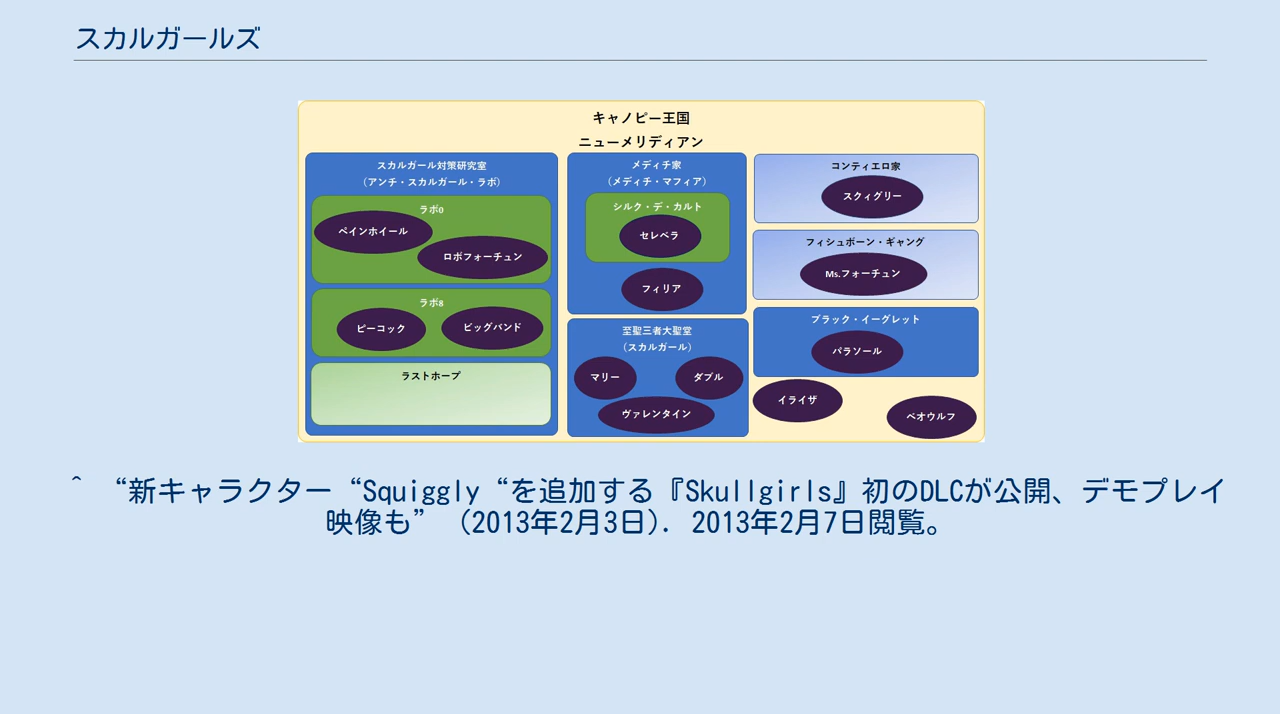 スカルガールズ
キャノピー王国
ニューメリディアン
スカルガール対策研究室
（アンチ・スカルガール・ラボ）
ラボ0
ペインホイール
ロボフォーチュン
ラボ8
ピーコック
ビッグバンド
ラストホープ
メディチ家
（メディチ・マフィア）
シルク・デ・カルト
セレベラ
フィリア
至聖三者大聖堂
（スカルガール）
マリー
ダブル
ヴァレンタイン
コンティエロ家
スクィグリー
フィシュボーン・ギャング
Ms.フォーチュン
ブラック・イーグレット
パラソール
イライザ
ベオウルフ
^ “新キャラクター“Squiggly“を追加する『Skullgirls』初のDLCが公開、デモプレイ
映像も” (2013年2月3日). 2013年2月7日閲覧。